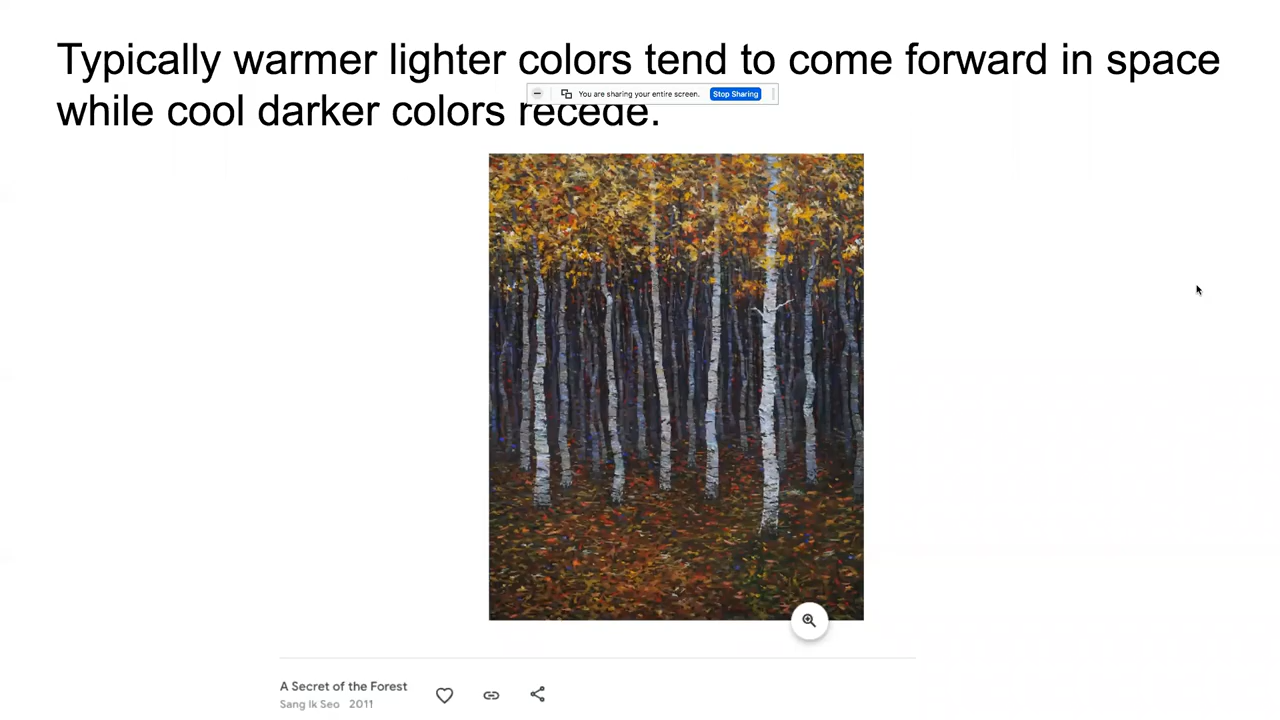 Typically warmer lighter colors tend to come forward in space
You are sharing your entire screen. Stop Sharing
while cool darker colors recede.
A Secret of the Forest
Sang Ik Seo 2011